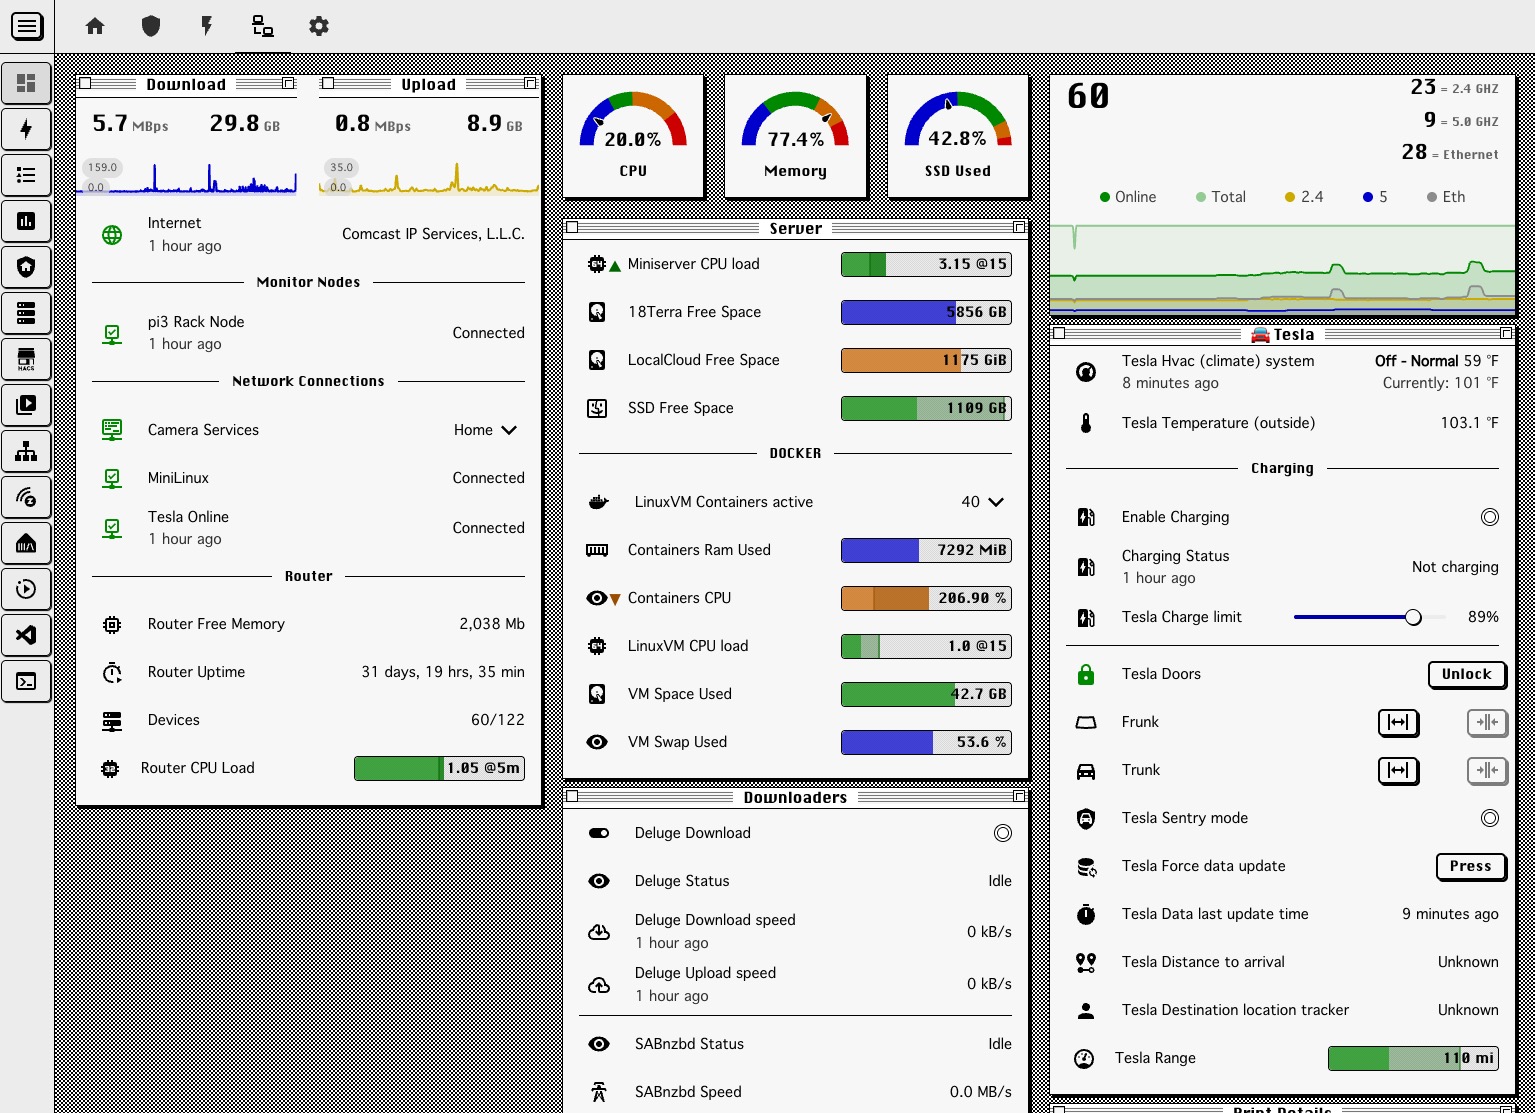 HACS
Download
Upload
5.7 MBps
29.8 GB
0.8 MBps
8.9 GB
159.0
0.0
35.0
0.0
Internet
1 hour ago
Comcast IP Services, L.L.C.
Monitor Nodes
pi3 Rack Node
1 hour ago
Connected
Network Connections
Camera Services
Home
MiniLinux
Connected
Tesla Online
1 hour ago
Connected
Router
Router Free Memory
2,038 Mb
Router Uptime
31 days, 19 hrs, 35 min
Devices
60/122
32
Router CPU Load
1.05 @5m
20.0%
CPU
77.4%
Memory
42.8%
SSD Used
Server
64
Miniserver CPU load
3.15 @15
18Terra Free Space
5856 GB
LocalCloud Free Space
1175 GiB
SSD Free Space
1109 GB
DOCKER
LinuxVM Containers active
40
Containers Ram Used
7292 MiB
Containers CPU
206.90 %
64
LinuxVM CPU load
1.0 @15
VM Space Used
42.7 GB
VM Swap Used
53.6 %
Downloaders
Deluge Download
Deluge Status
Idle
Deluge Download speed
1 hour ago
0 kB/s
Deluge Upload speed
1 hour ago
0 kB/s
SABnzbd Status
Idle
SABnzbd Speed
0.0 MB/s
60
23 = 2.4 GHZ
9 = 5.0 GHZ
28 = Ethernet
Online
Total
2.4
5
Eth
Tesla
Tesla Hvac (climate) system
8 minutes ago
Off - Normal 59 °F
Currently: 101 °F
Tesla Temperature (outside)
103.1 °F
Charging
Enable Charging
Charging Status
1 hour ago
Not charging
Tesla Charge limit
89%
Tesla Doors
Unlock
Frunk
Trunk
Tesla Sentry mode
Tesla Force data update
Press
Tesla Data last update time
9 minutes ago
Tesla Distance to arrival
Unknown
Tesla Destination location tracker
Unknown
Tesla Range
110 mi
Print Details